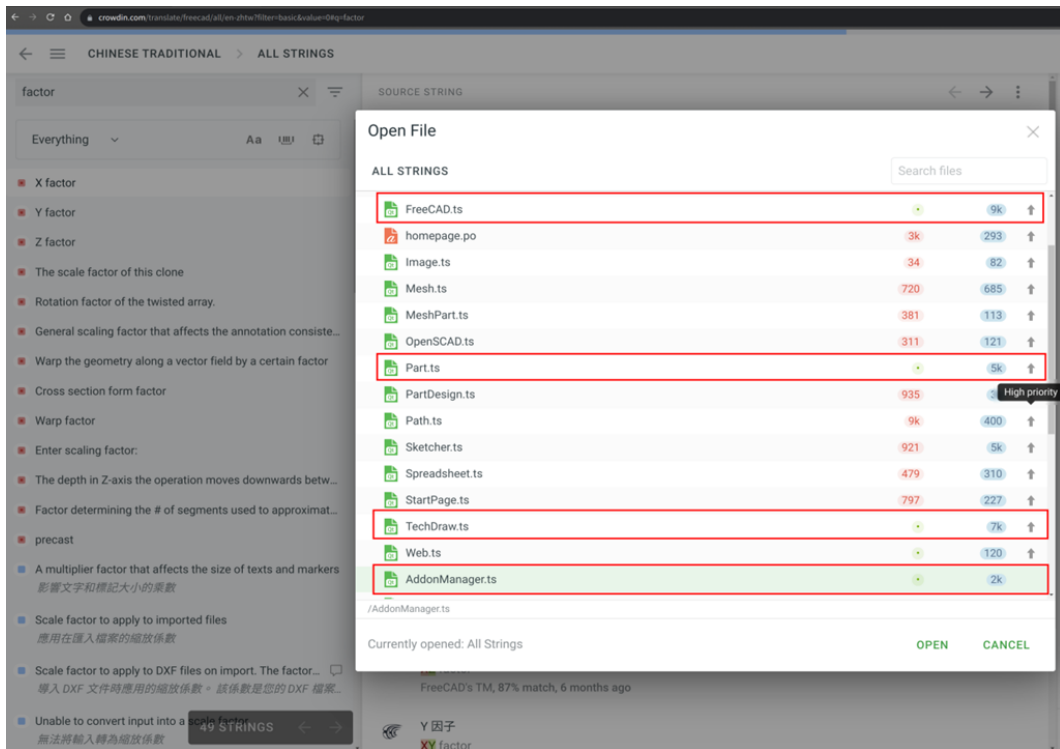 crowdin.com/translate/freecad/all/en-zhtw?filter=basic&value=0#q=factor
CHINESE TRADITIONAL > ALL STRINGS
factor
SOURCE STRING
Everything
Aa
X factor
Y factor
Z factor
The scale factor of this clone
Rotation factor of the twisted array.
General scaling factor that affects the annotation consiste...
Warp the geometry along a vector field by a certain factor
Cross section form factor
Warp factor
Enter scaling factor:
The depth in Z-axis the operation moves downwards betw...
Factor determining the # of segments used to approximat...
precast
A multiplier factor that affects the size of texts and markers
影響文字和標記大小的乘數
Scale factor to apply to imported files
應用在匯入檔案的縮放係數
Scale factor to apply to DXF files on import. The factor...
導入 DXF 文件時應用的縮放係數。 該係數是您的 DXF 檔案...
Unable to convert input into a scale factor
無法將輸入轉為縮放係數
49 STRINGS
Open File
ALL STRINGS
Search files
FreeCAD.ts 9k
homepage.po 3k 293
Image.ts 34 82
Mesh.ts 720 685
MeshPart.ts 381 113
OpenSCAD.ts 311 121
Part.ts 5k
PartDesign.ts 935
High priority
Path.ts 9k 400
Sketcher.ts 921 5k
Spreadsheet.ts 479 310
StartPage.ts 797 227
TechDraw.ts 7k
Web.ts 120
AddonManager.ts 2k
/AddonManager.ts
Currently opened: All Strings
OPEN CANCEL
FreeCAD's TM, 87% match, 6 months ago
Y 因子
XY factor